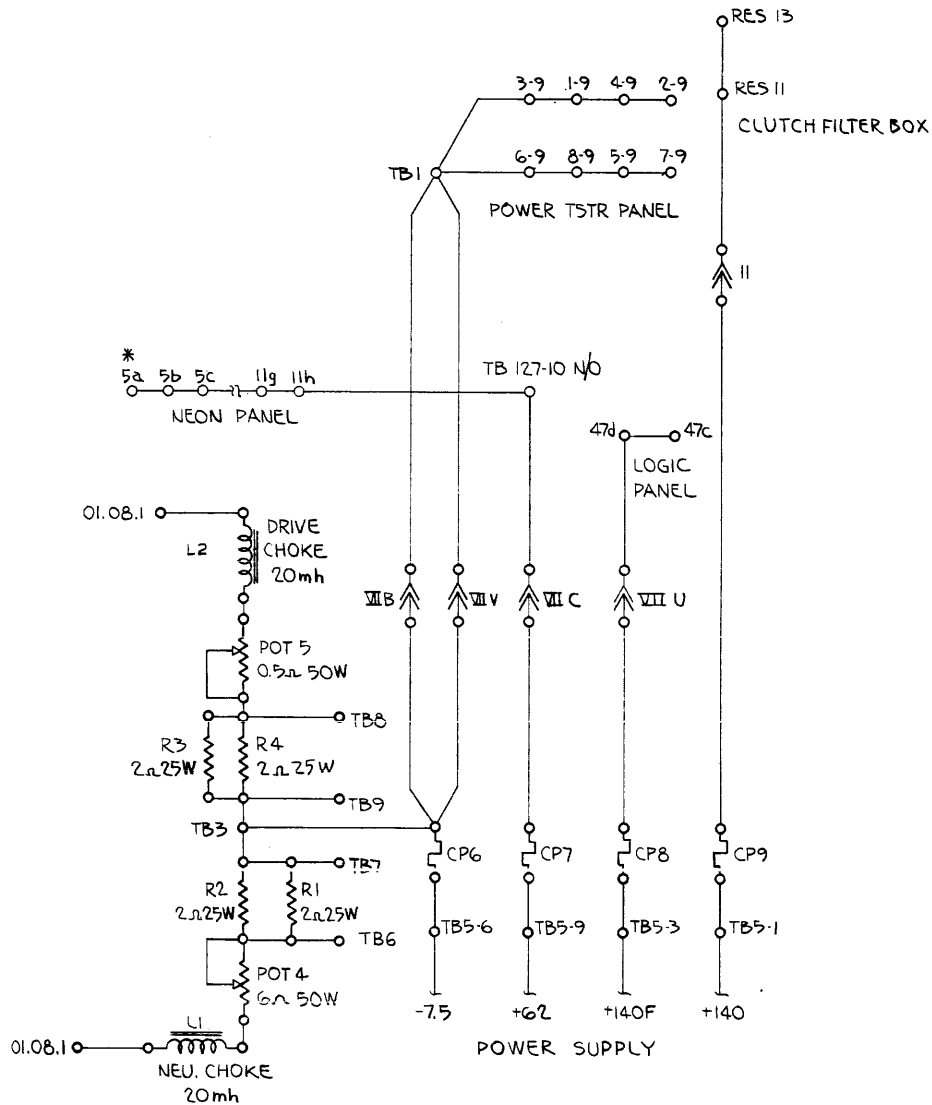 RES 13
RES 11
CLUTCH FILTER BOX
3-9 1-9 4-9 2-9
TB1
6-9 8-9 5-9 7-9
POWER TSTR PANEL
11
*
5a 5b 5c 11g 11h
TB 127-10 N/O
NEON PANEL
47d 47c
LOGIC
PANEL
01.08.1
L2
DRIVE
CHOKE
20mh
VII B
VII V
VII C
VII U
POT 5
0.5Ω 50W
TB8
R3
2Ω25W
R4
2Ω 25W
TB9
TB3
TB7
R2
2Ω25W
R1
2Ω25W
TB6
POT 4
6Ω 50W
CP6
CP7
CP8
CP9
TB5-6
TB5-9
TB5-3
TB5-1
-7.5
+62
+140F
+140
POWER SUPPLY
L1
01.08.1
NEU. CHOKE
20mh